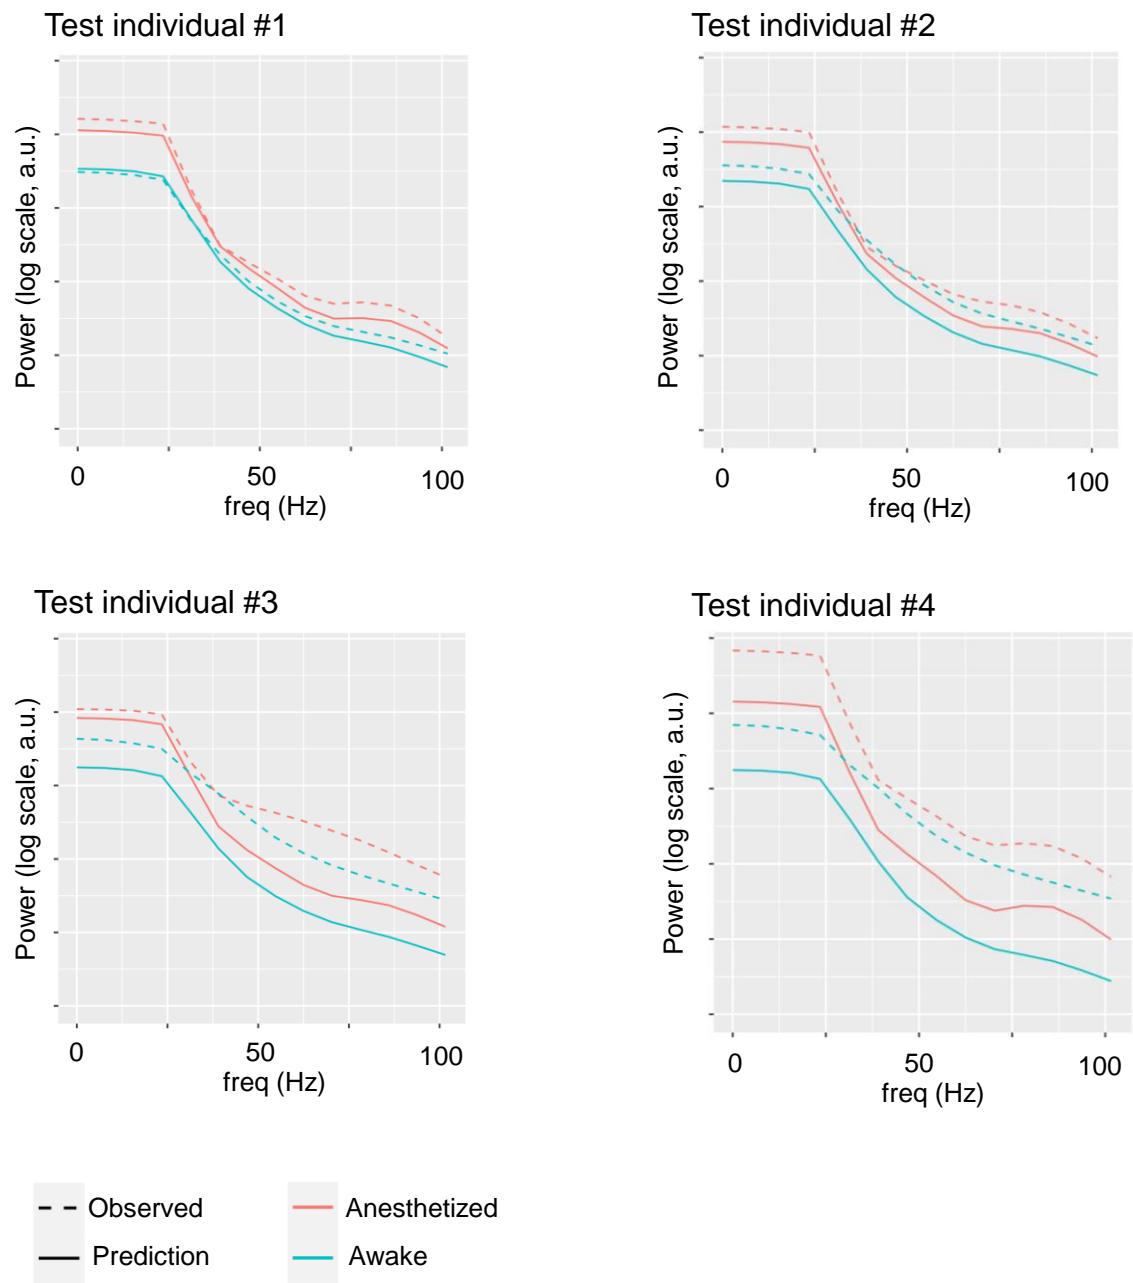 Test individual #1
Power (log scale, a.u.)
0 50 100
freq (Hz)
Test individual #2
Power (log scale, a.u.)
0 50 100
freq (Hz)
Test individual #3
Power (log scale, a.u.)
0 50 100
freq (Hz)
Test individual #4
Power (log scale, a.u.)
0 50 100
freq (Hz)
Observed Anesthetized
Prediction Awake